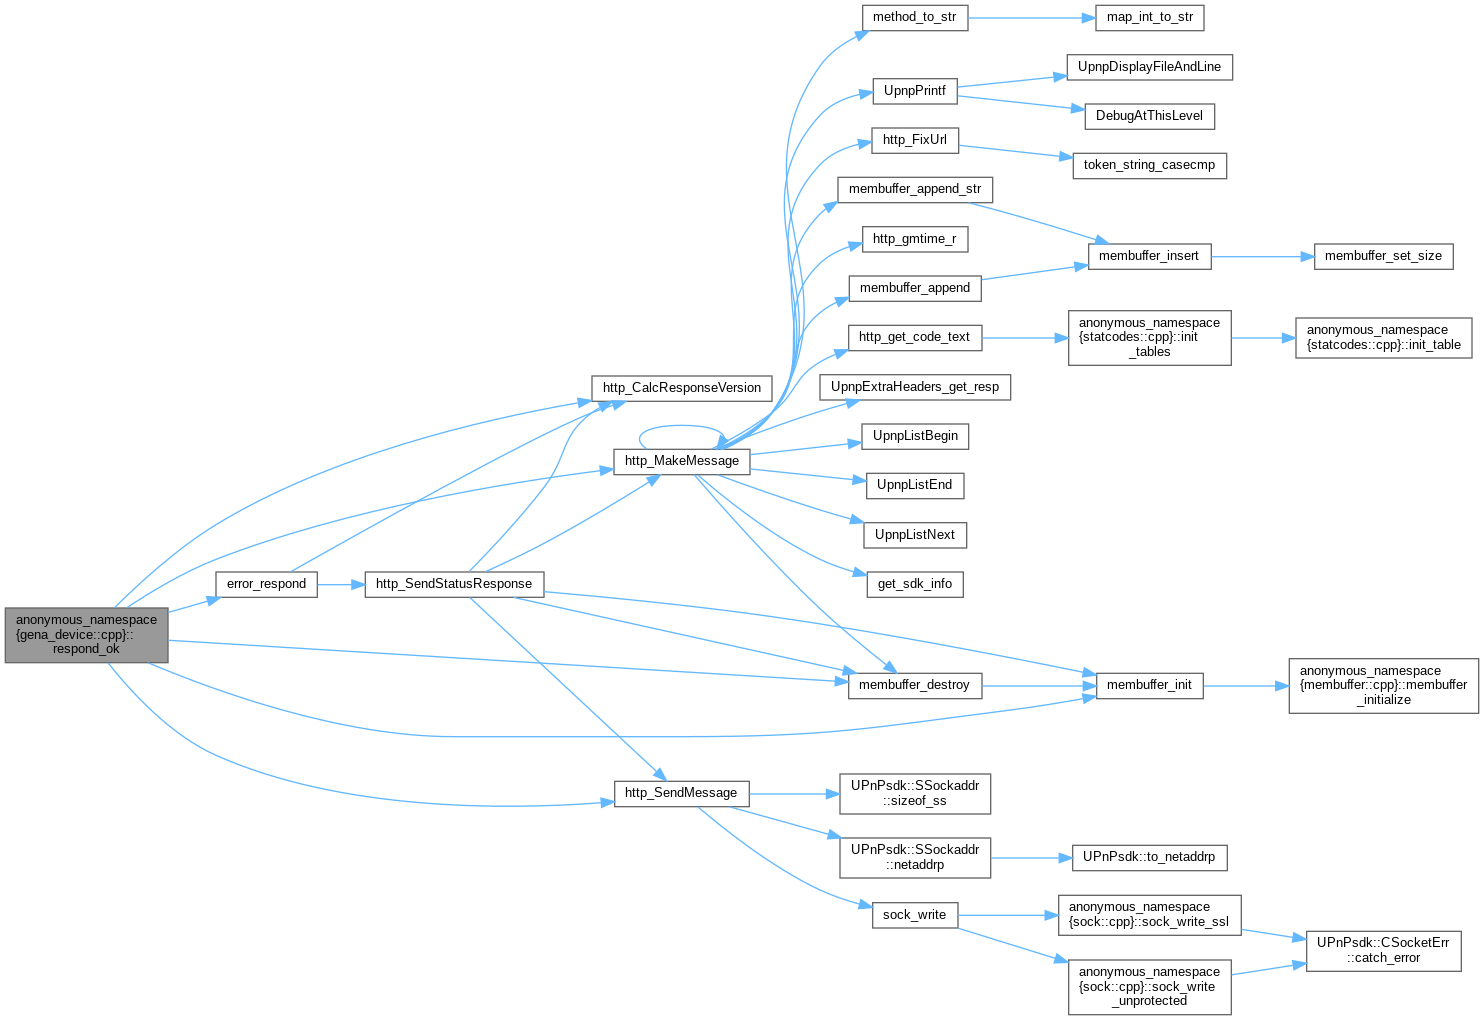 method_to_str
map_int_to_str
UpnpDisplayFileAndLine
UpnpPrintf
DebugAtThisLevel
http_FixUrl
token_string_casecmp
membuffer_append_str
http_gmtime_r
membuffer_insert
membuffer_set_size
membuffer_append
anonymous_namespace
{statcodes::cpp}::init
_tables
anonymous_namespace
{statcodes::cpp}::init_table
http_get_code_text
http_CalcResponseVersion
UpnpExtraHeaders_get_resp
UpnpListBegin
http_MakeMessage
UpnpListEnd
UpnpListNext
error_respond
http_SendStatusResponse
get_sdk_info
anonymous_namespace
{gena_device::cpp}::
respond_ok
membuffer_destroy
membuffer_init
anonymous_namespace
{membuffer::cpp}::membuffer
_initialize
http_SendMessage
UPnPsdk::SSockaddr
::sizeof_ss
UPnPsdk::SSockaddr
::netaddrp
UPnPsdk::to_netaddrp
sock_write
anonymous_namespace
{sock::cpp}::sock_write_ssl
UPnPsdk::CSocketErr
::catch_error
anonymous_namespace
{sock::cpp}::sock_write
_unprotected